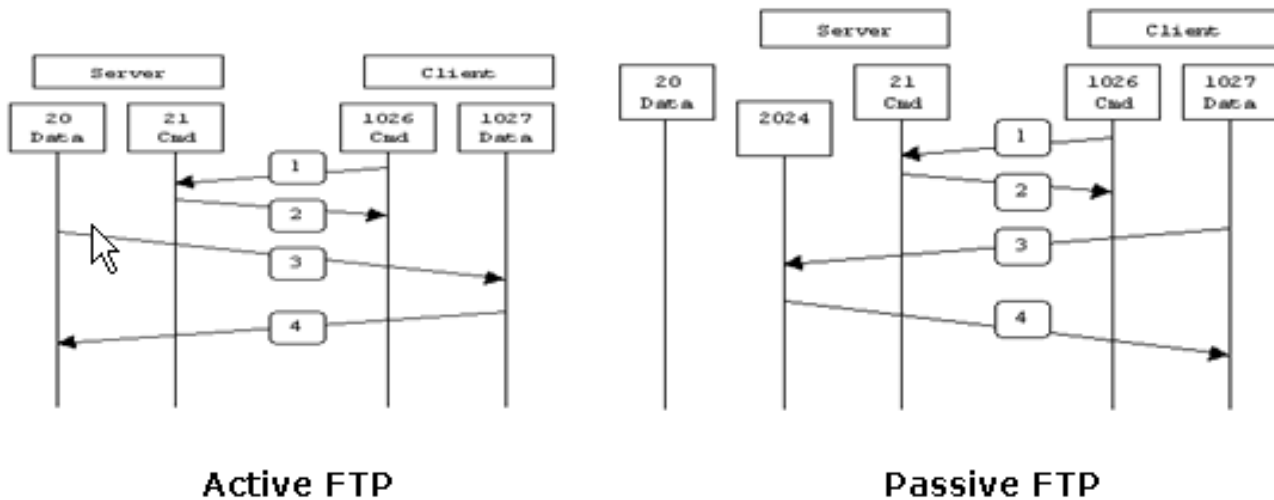 Server
Client
20
Data
21
Cmd
1026
Cmd
1027
Data
1
2
3
4
Active FTP
Server
Client
20
Data
2024
21
Cmd
1026
Cmd
1027
Data
1
2
3
4
Passive FTP